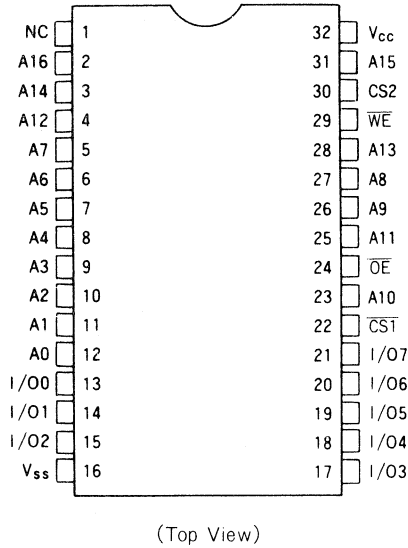 NC 1 32 Vcc
A16 2 31 A15
A14 3 30 CS2
A12 4 29 W̅E̅
A7 5 28 A13
A6 6 27 A8
A5 7 26 A9
A4 8 25 A11
A3 9 24 O̅E̅
A2 10 23 A10
A1 11 22 C̅S̅1̅
A0 12 21 I/O7
I/O0 13 20 I/O6
I/O1 14 19 I/O5
I/O2 15 18 I/O4
Vss 16 17 I/O3
(Top View)